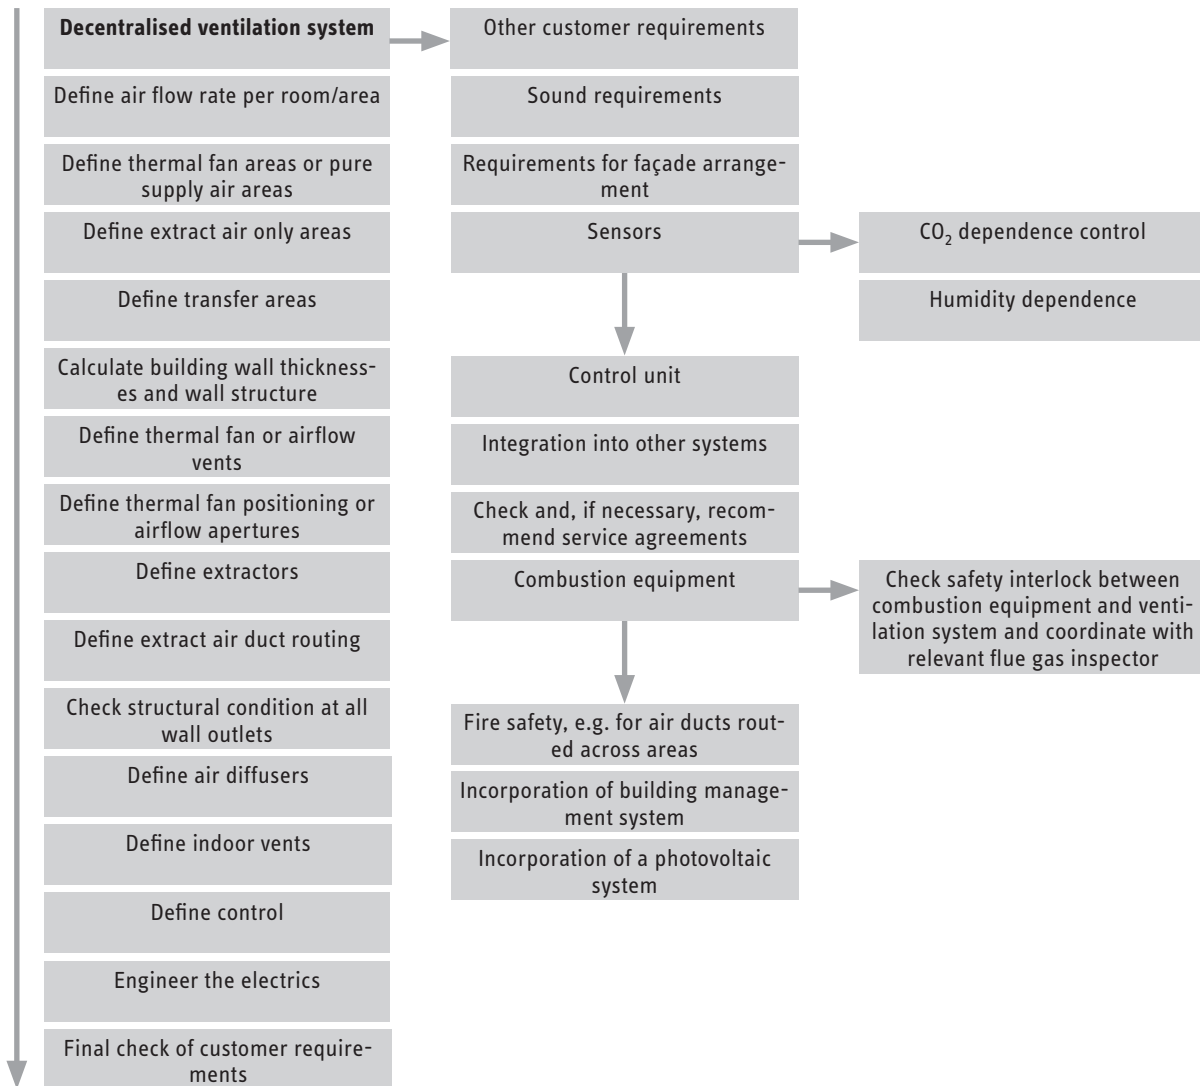 Decentralised ventilation system
Define air flow rate per room/area
Define thermal fan areas or pure
supply air areas
Define extract air only areas
Define transfer areas
Calculate building wall thickness-
es and wall structure
Define thermal fan or airflow
vents
Define thermal fan positioning or
airflow apertures
Define extractors
Define extract air duct routing
Check structural condition at all
wall outlets
Define air diffusers
Define indoor vents
Define control
Engineer the electrics
Final check of customer require-
ments
Other customer requirements
Sound requirements
Requirements for façade arrange-
ment
Sensors
Control unit
Integration into other systems
Check and, if necessary, recom-
mend service agreements
Combustion equipment
Fire safety, e.g. for air ducts rout-
ed across areas
Incorporation of building manage-
ment system
Incorporation of a photovoltaic
system
CO₂ dependence control
Humidity dependence
Check safety interlock between
combustion equipment and venti-
lation system and coordinate with
relevant flue gas inspector